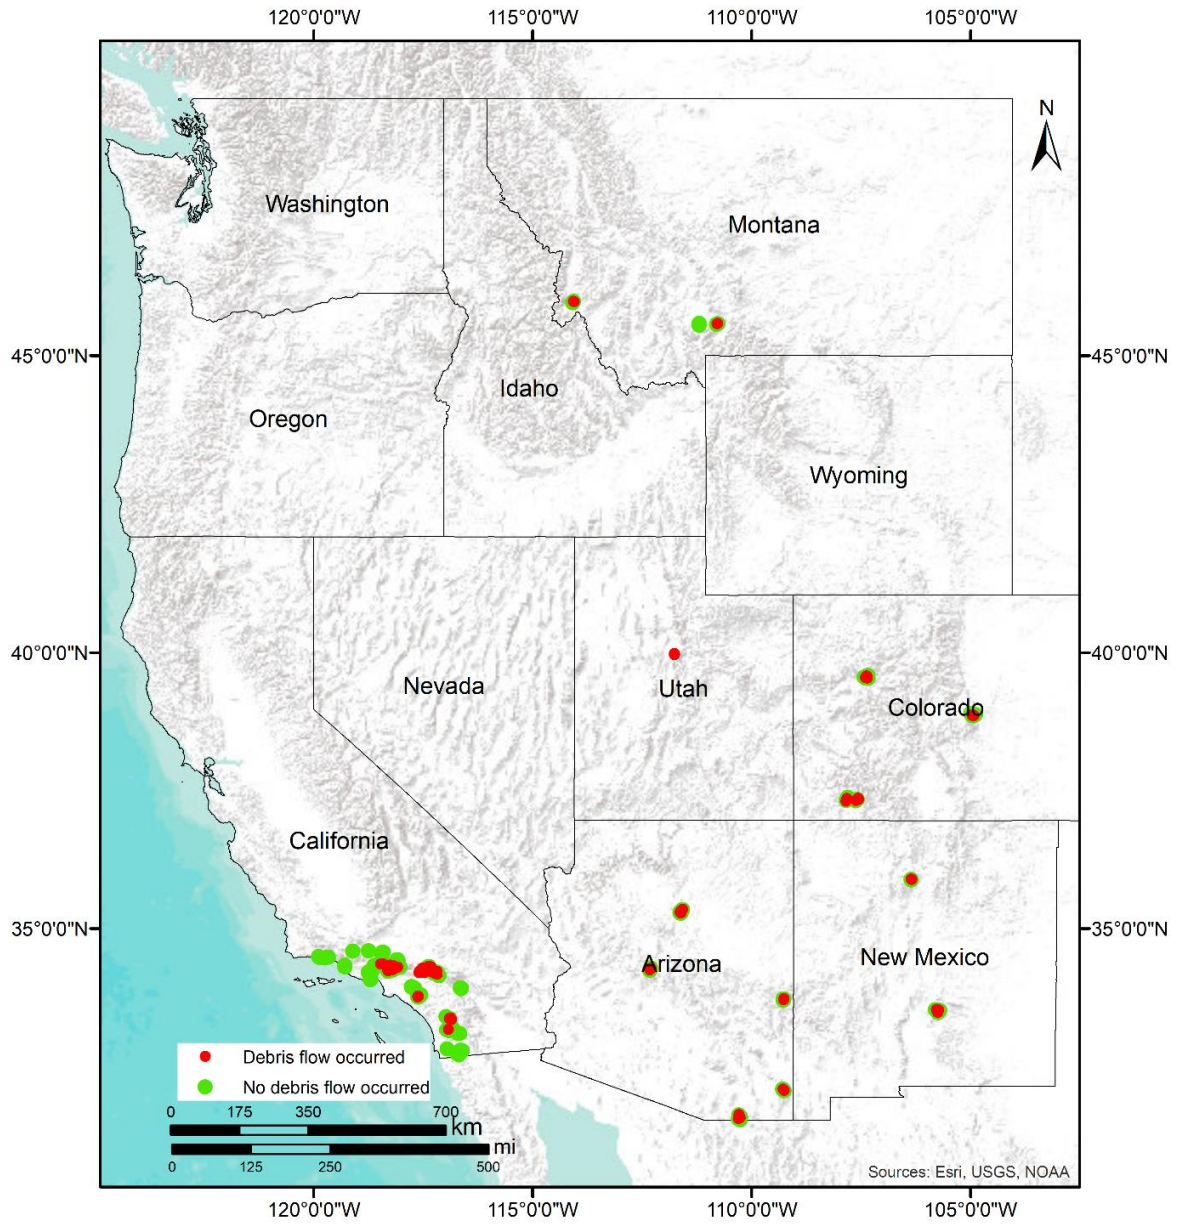 120°0'0"W 115°0'0"W 110°0'0"W 105°0'0"W
N
Washington
Montana
45°0'0"N 45°0'0"N
Idaho
Oregon
Wyoming
40°0'0"N 40°0'0"N
Nevada
Utah
Colorado
California
35°0'0"N 35°0'0"N
New Mexico
Arizona
Debris flow occurred
No debris flow occurred
0 175 350 700
km
mi
0 125 250 500
Sources: Esri, USGS, NOAA
120°0'0"W 115°0'0"W 110°0'0"W 105°0'0"W